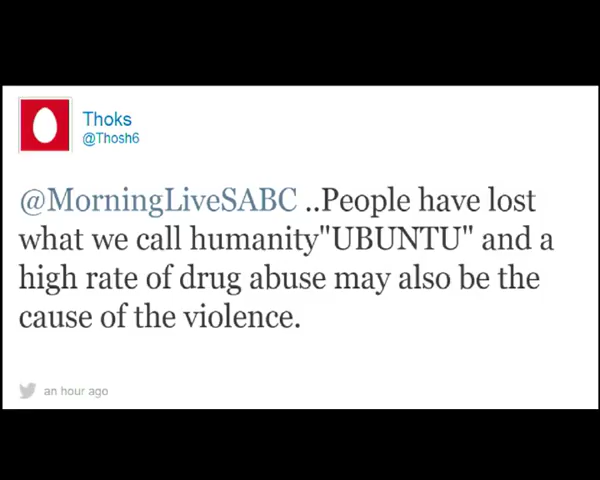 Thoks
@Thosh6
@MorningLiveSABC ..People have lost
what we call humanity"UBUNTU" and a
high rate of drug abuse may also be the
cause of the violence.
an hour ago